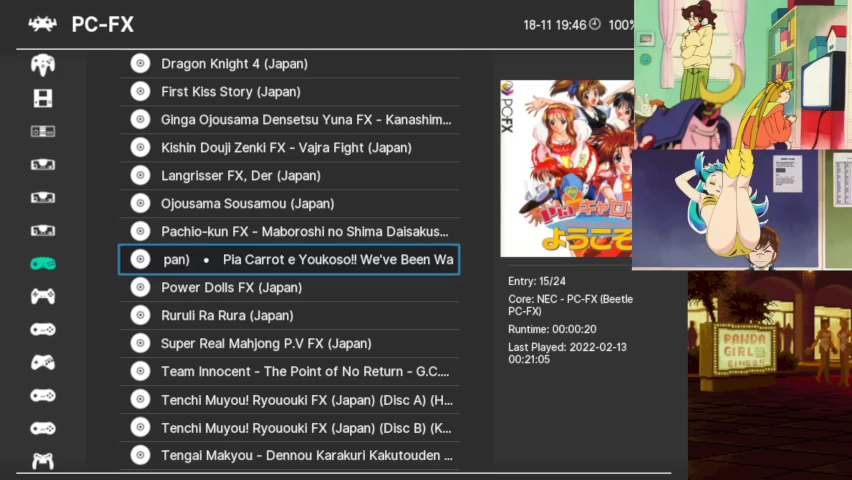 PC-FX
18-11 19:46 100%
Dragon Knight 4 (Japan)
First Kiss Story (Japan)
Ginga Ojousama Densetsu Yuna FX - Kanashim...
Kishin Douji Zenki FX - Vajra Fight (Japan)
Langrisser FX, Der (Japan)
Ojousama Sousamou (Japan)
Pachio-kun FX - Maboroshi no Shima Daisakus...
pan) • Pia Carrot e Youkoso!! We've Been Wa
Power Dolls FX (Japan)
Ruruli Ra Rura (Japan)
Super Real Mahjong P.V FX (Japan)
Team Innocent - The Point of No Return - G.C....
Tenchi Muyou! Ryououki FX (Japan) (Disc A) (H...
Tenchi Muyou! Ryououki FX (Japan) (Disc B) (K...
Tengai Makyou - Dennou Karakuri Kakutouden ...
PC-FX
Piaキャロ
ようこそ
Entry: 15/24
Core: NEC - PC-FX (Beetle
PC-FX)
Runtime: 00:00:20
Last Played: 2022-02-13
00:21:05
PANDA
GIRL